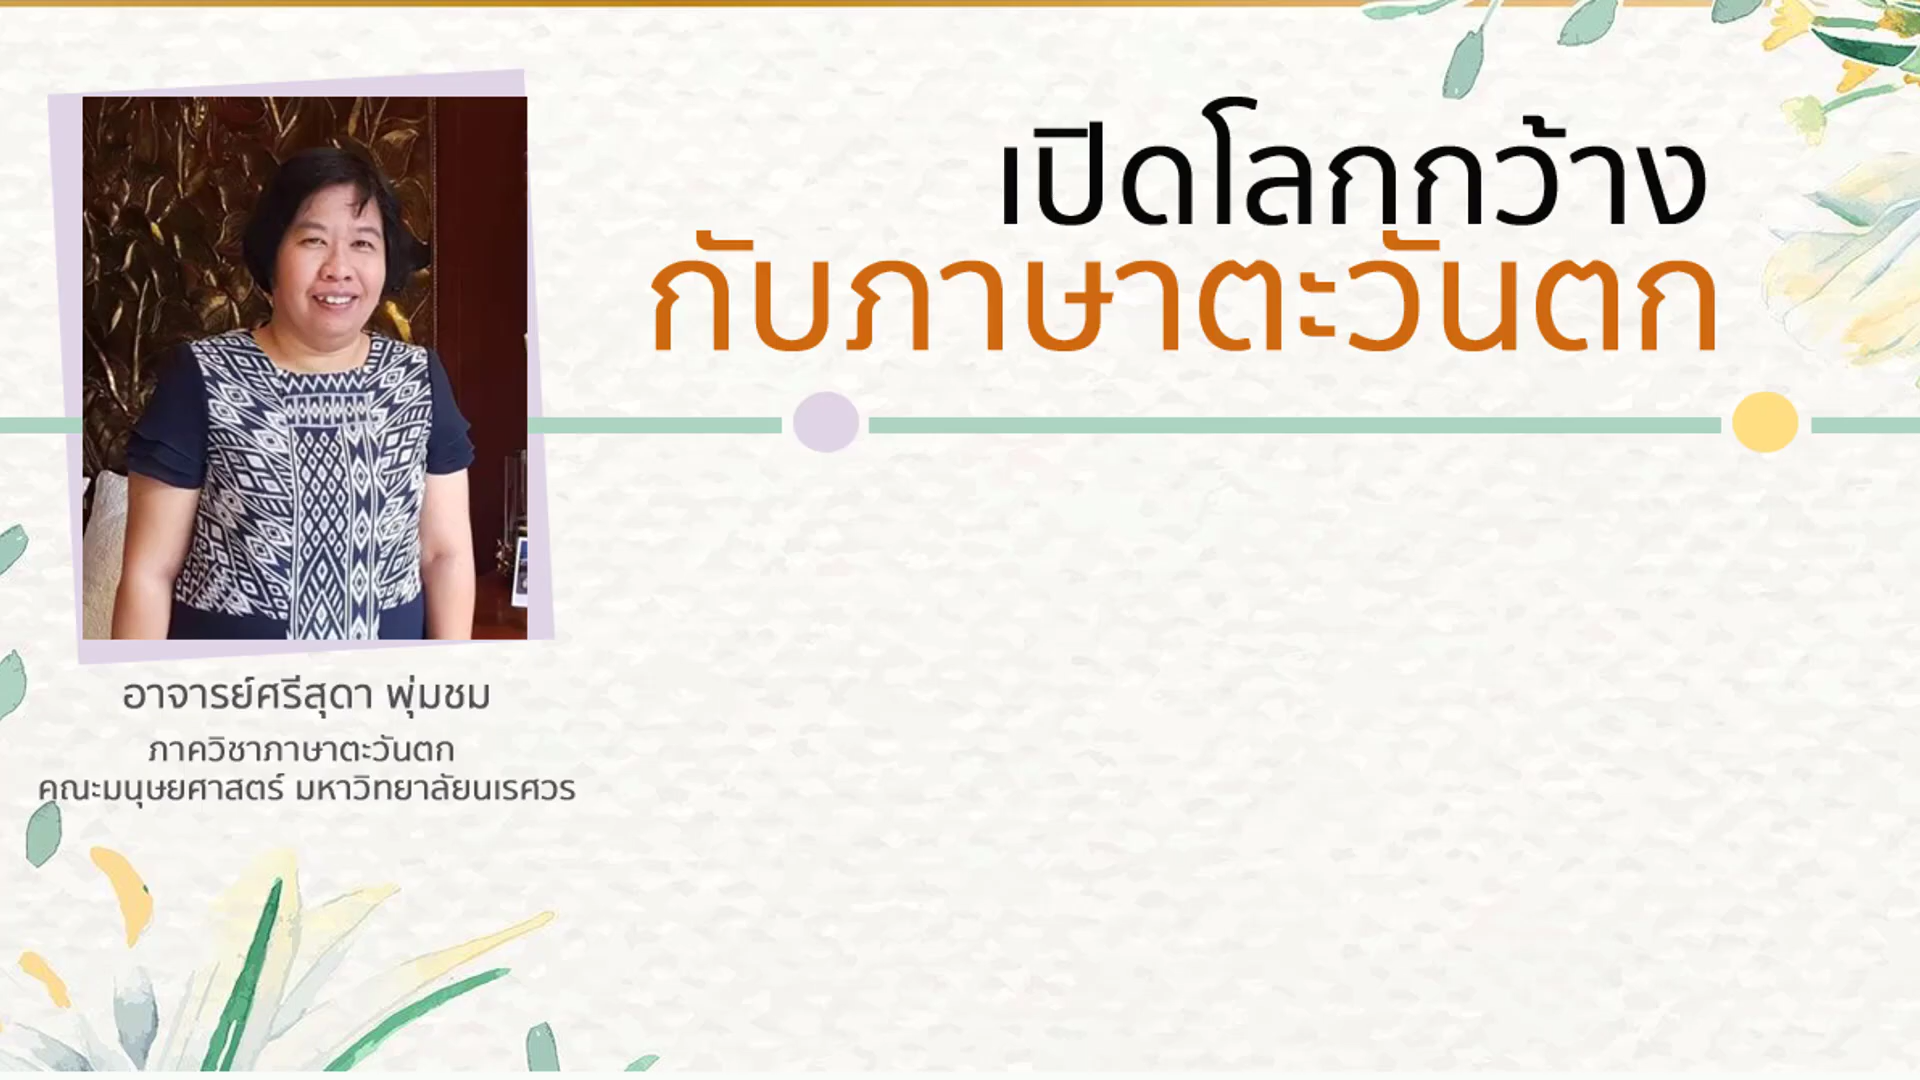 เปิดโลกกว้าง
กับภาษาตะวันตก
อาจารย์ศรีสุดา พุ่มชม
ภาควิชาภาษาตะวันตก
คณะมนุษยศาสตร์ มหาวิทยาลัยนเรศวร